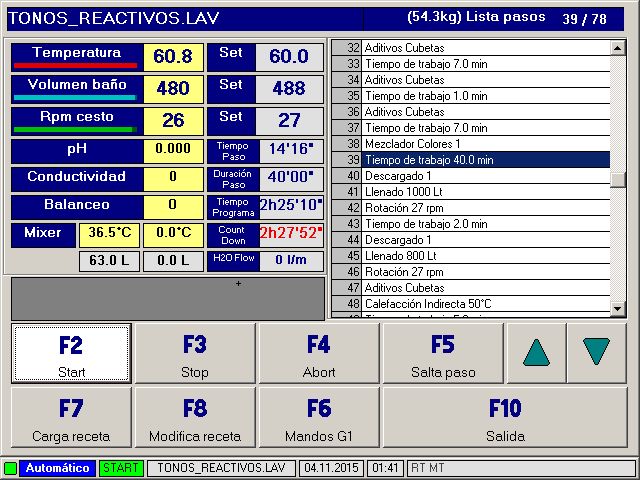 TONOS_REACTIVOS.LAV (54.3kg) Lista pasos 39 / 78
Temperatura 60.8 Set 60.0
Volumen baño 480 Set 488
Rpm cesto 26 Set 27
pH 0.000 Tiempo Paso 14'16"
Conductividad 0 Duración Paso 40'00"
Balanceo 0 Tiempo Programa 2h25'10"
Mixer 36.5°C 0.0°C Count Down 2h27'52"
63.0 L 0.0 L H2O Flow 0 l/m
+
32 Aditivos Cubetas
33 Tiempo de trabajo 7.0 min
34 Aditivos Cubetas
35 Tiempo de trabajo 1.0 min
36 Aditivos Cubetas
37 Tiempo de trabajo 7.0 min
38 Mezclador Colores 1
39 Tiempo de trabajo 40.0 min
40 Descargado 1
41 Llenado 1000 Lt
42 Rotación 27 rpm
43 Tiempo de trabajo 2.0 min
44 Descargado 1
45 Llenado 800 Lt
46 Rotación 27 rpm
47 Aditivos Cubetas
48 Calefacción Indirecta 50°C
F2 Start
F3 Stop
F4 Abort
F5 Salta paso
F7 Carga receta
F8 Modifica receta
F6 Mandos G1
F10 Salida
Automático START TONOS_REACTIVOS.LAV 04.11.2015 01:41 RT MT